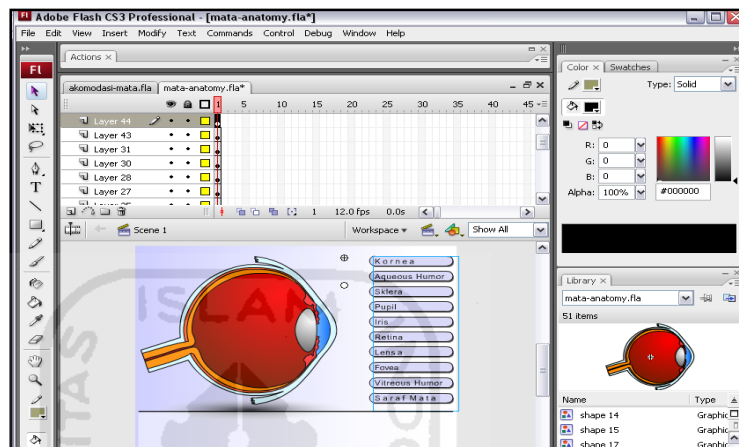 Adobe Flash CS3 Professional - [mata-anatomy.fla*]
File Edit View Insert Modify Text Commands Control Debug Window Help
Actions ×
akomodasi-mata.fla mata-anatomy.fla*
1 5 10 15 20 25 30 35 40 45
Layer 44
Layer 43
Layer 31
Layer 30
Layer 28
Layer 27
1 12.0 fps 0.0s
Scene 1 Workspace Show All
Kornea
Aqueous Humor
Sklera
Pupil
Iris
Retina
Lensa
Fovea
Vitreous Humor
Saraf Mata
ISLAM
Fl
T
Color × Swatches
Type: Solid
R: 0
G: 0
B: 0
Alpha: 100% #000000
Library ×
mata-anatomy.fla
51 items
Name Type
shape 14 Graphic
shape 15 Graphic
shape 17 Graphic